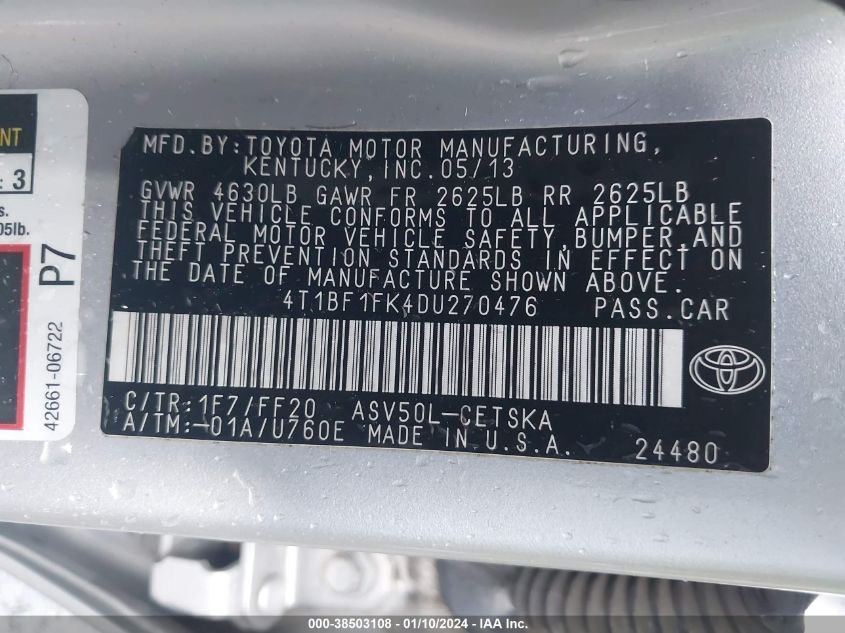 MFD. BY: TOYOTA MOTOR MANUFACTURING,
KENTUCKY, INC. 05/13
GVWR 4630LB GAWR FR 2625LB RR 2625LB
THIS VEHICLE CONFORMS TO ALL APPLICABLE
FEDERAL MOTOR VEHICLE SAFETY, BUMPER, AND
THEFT PREVENTION STANDARDS IN EFFECT ON
THE DATE OF MANUFACTURE SHOWN ABOVE.
4T1BF1FK4DU270476 PASS. CAR
C/TR: 1F7/FF20 ASV50L-CETSKA
A/TM: -01A/U760E MADE IN U.S.A. 24480
NT
: 3
s.
05lb.
P7
42661-06722
000-38503108 - 01/10/2024 - IAA, Inc.